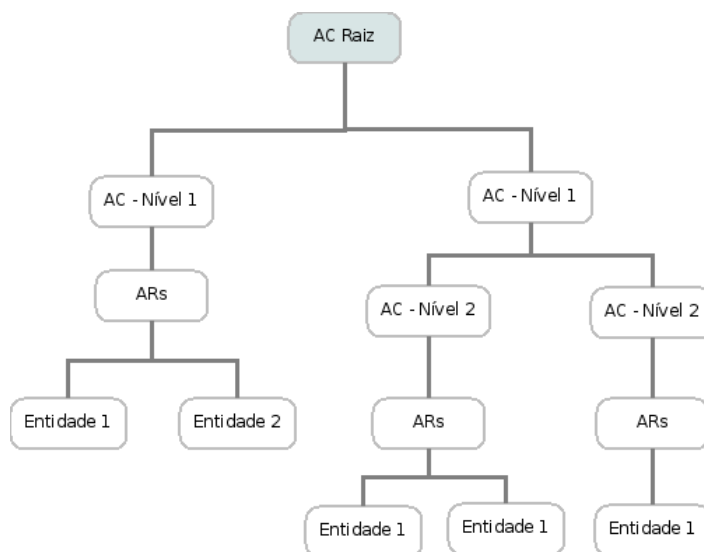 AC Raiz
AC - Nível 1
AC - Nível 1
ARs
AC - Nível 2
AC - Nível 2
Entidade 1
Entidade 2
ARs
ARs
Entidade 1
Entidade 1
Entidade 1